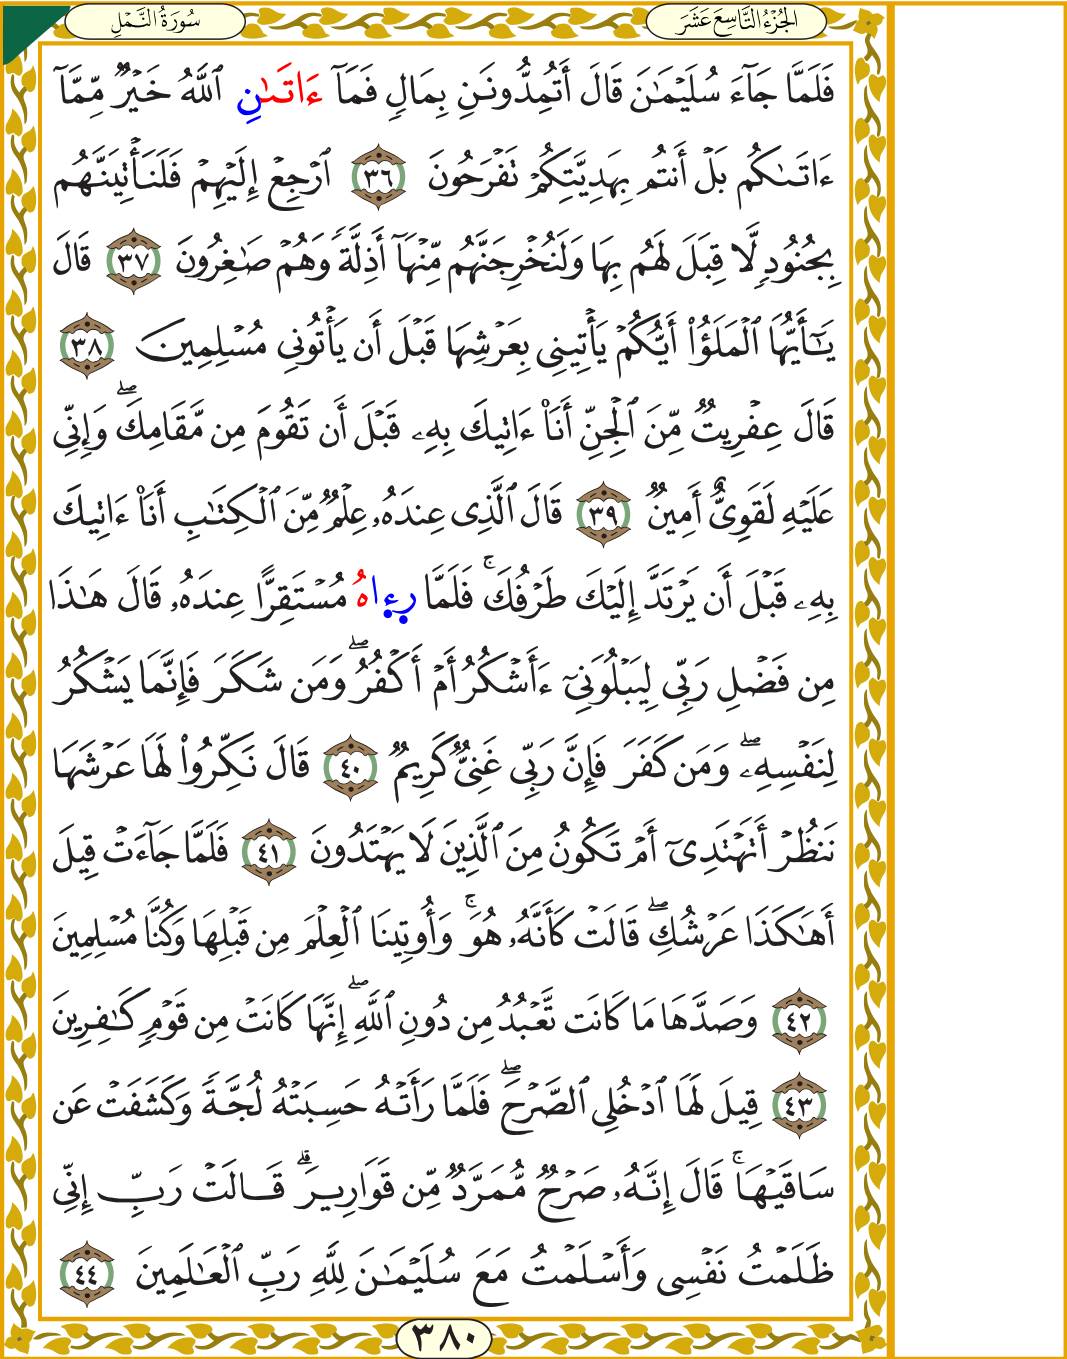 سُورَةُ النَّمْلِ
الجُزْءُ التَّاسِعَ عَشَرَ
فَلَمَّا جَآءَ سُلَيْمَـٰنَ قَالَ أَتُمِدُّونَنِ بِمَالٍ فَمَآ ءَاتَـٰنِ ٱللَّهُ خَيْرٌ مِّمَّآ
ءَاتَـٰكُم بَلْ أَنتُم بِهَدِيَّتِكُمْ تَفْرَحُونَ ٣٦ ٱرْجِعْ إِلَيْهِمْ فَلَنَأْتِيَنَّهُم
بِجُنُودٍ لَّا قِبَلَ لَهُم بِهَا وَلَنُخْرِجَنَّهُم مِّنْهَآ أَذِلَّةً وَهُمْ صَـٰغِرُونَ ٣٧ قَالَ
يَـٰٓأَيُّهَا ٱلْمَلَؤُا۟ أَيُّكُمْ يَأْتِينِى بِعَرْشِهَا قَبْلَ أَن يَأْتُونِى مُسْلِمِينَ ٣٨
قَالَ عِفْرِيتٌ مِّنَ ٱلْجِنِّ أَنَا۠ ءَاتِيكَ بِهِۦ قَبْلَ أَن تَقُومَ مِن مَّقَامِكَ ۖ وَإِنِّى
عَلَيْهِ لَقَوِىٌّ أَمِينٌ ٣٩ قَالَ ٱلَّذِى عِندَهُۥ عِلْمٌ مِّنَ ٱلْكِتَـٰبِ أَنَا۠ ءَاتِيكَ
بِهِۦ قَبْلَ أَن يَرْتَدَّ إِلَيْكَ طَرْفُكَ ۚ فَلَمَّا رِءِاهُ مُسْتَقِرًّا عِندَهُۥ قَالَ هَـٰذَا
مِن فَضْلِ رَبِّى لِيَبْلُوَنِىٓ ءَأَشْكُرُ أَمْ أَكْفُرُ ۖ وَمَن شَكَرَ فَإِنَّمَا يَشْكُرُ
لِنَفْسِهِۦ ۖ وَمَن كَفَرَ فَإِنَّ رَبِّى غَنِىٌّ كَرِيمٌ ٤٠ قَالَ نَكِّرُوا۟ لَهَا عَرْشَهَا
نَنظُرْ أَتَهْتَدِىٓ أَمْ تَكُونُ مِنَ ٱلَّذِينَ لَا يَهْتَدُونَ ٤١ فَلَمَّا جَآءَتْ قِيلَ
أَهَـٰكَذَا عَرْشُكِ ۖ قَالَتْ كَأَنَّهُۥ هُوَ ۚ وَأُوتِينَا ٱلْعِلْمَ مِن قَبْلِهَا وَكُنَّا مُسْلِمِينَ
٤٢ وَصَدَّهَا مَا كَانَت تَّعْبُدُ مِن دُونِ ٱللَّهِ ۖ إِنَّهَا كَانَتْ مِن قَوْمٍ كَـٰفِرِينَ
٤٣ قِيلَ لَهَا ٱدْخُلِى ٱلصَّرْحَ ۖ فَلَمَّا رَأَتْهُ حَسِبَتْهُ لُجَّةً وَكَشَفَتْ عَن
سَاقَيْهَا ۚ قَالَ إِنَّهُۥ صَرْحٌ مُّمَرَّدٌ مِّن قَوَارِيرَ ۗ قَالَتْ رَبِّ إِنِّى
ظَلَمْتُ نَفْسِى وَأَسْلَمْتُ مَعَ سُلَيْمَـٰنَ لِلَّهِ رَبِّ ٱلْعَـٰلَمِينَ ٤٤
٣٨٠